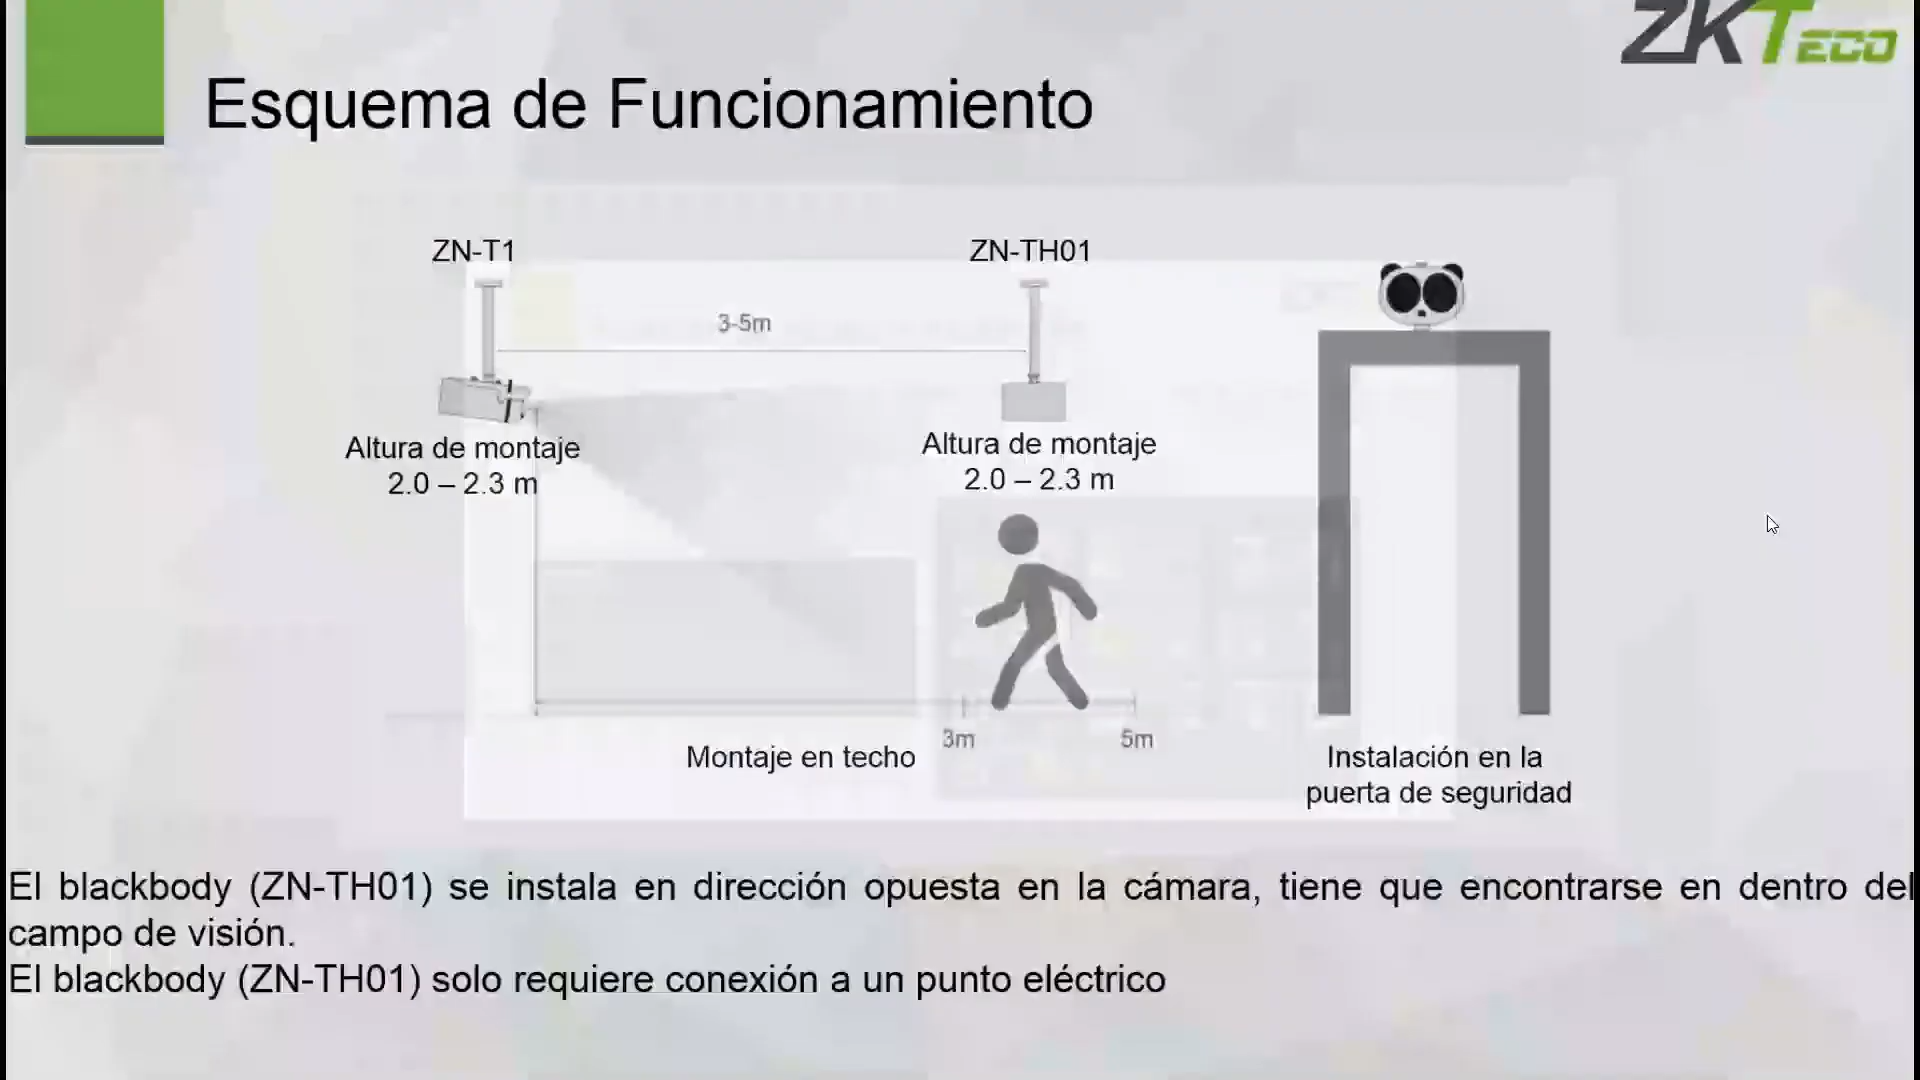 ZKTeco
Esquema de Funcionamiento
ZN-T1
ZN-TH01
3-5m
Altura de montaje
2.0 – 2.3 m
Altura de montaje
2.0 – 2.3 m
3m
5m
Montaje en techo
Instalación en la
puerta de seguridad
El blackbody (ZN-TH01) se instala en dirección opuesta en la cámara, tiene que encontrarse en dentro del
campo de visión.
El blackbody (ZN-TH01) solo requiere conexión a un punto eléctrico